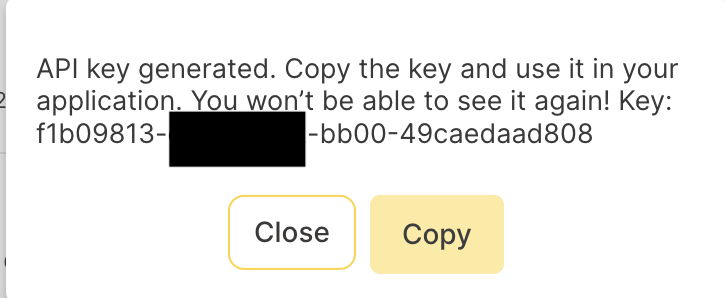 API key generated. Copy the key and use it in your
application. You won't be able to see it again! Key:
f1b09813- -bb00-49caedaad808
Close
Copy